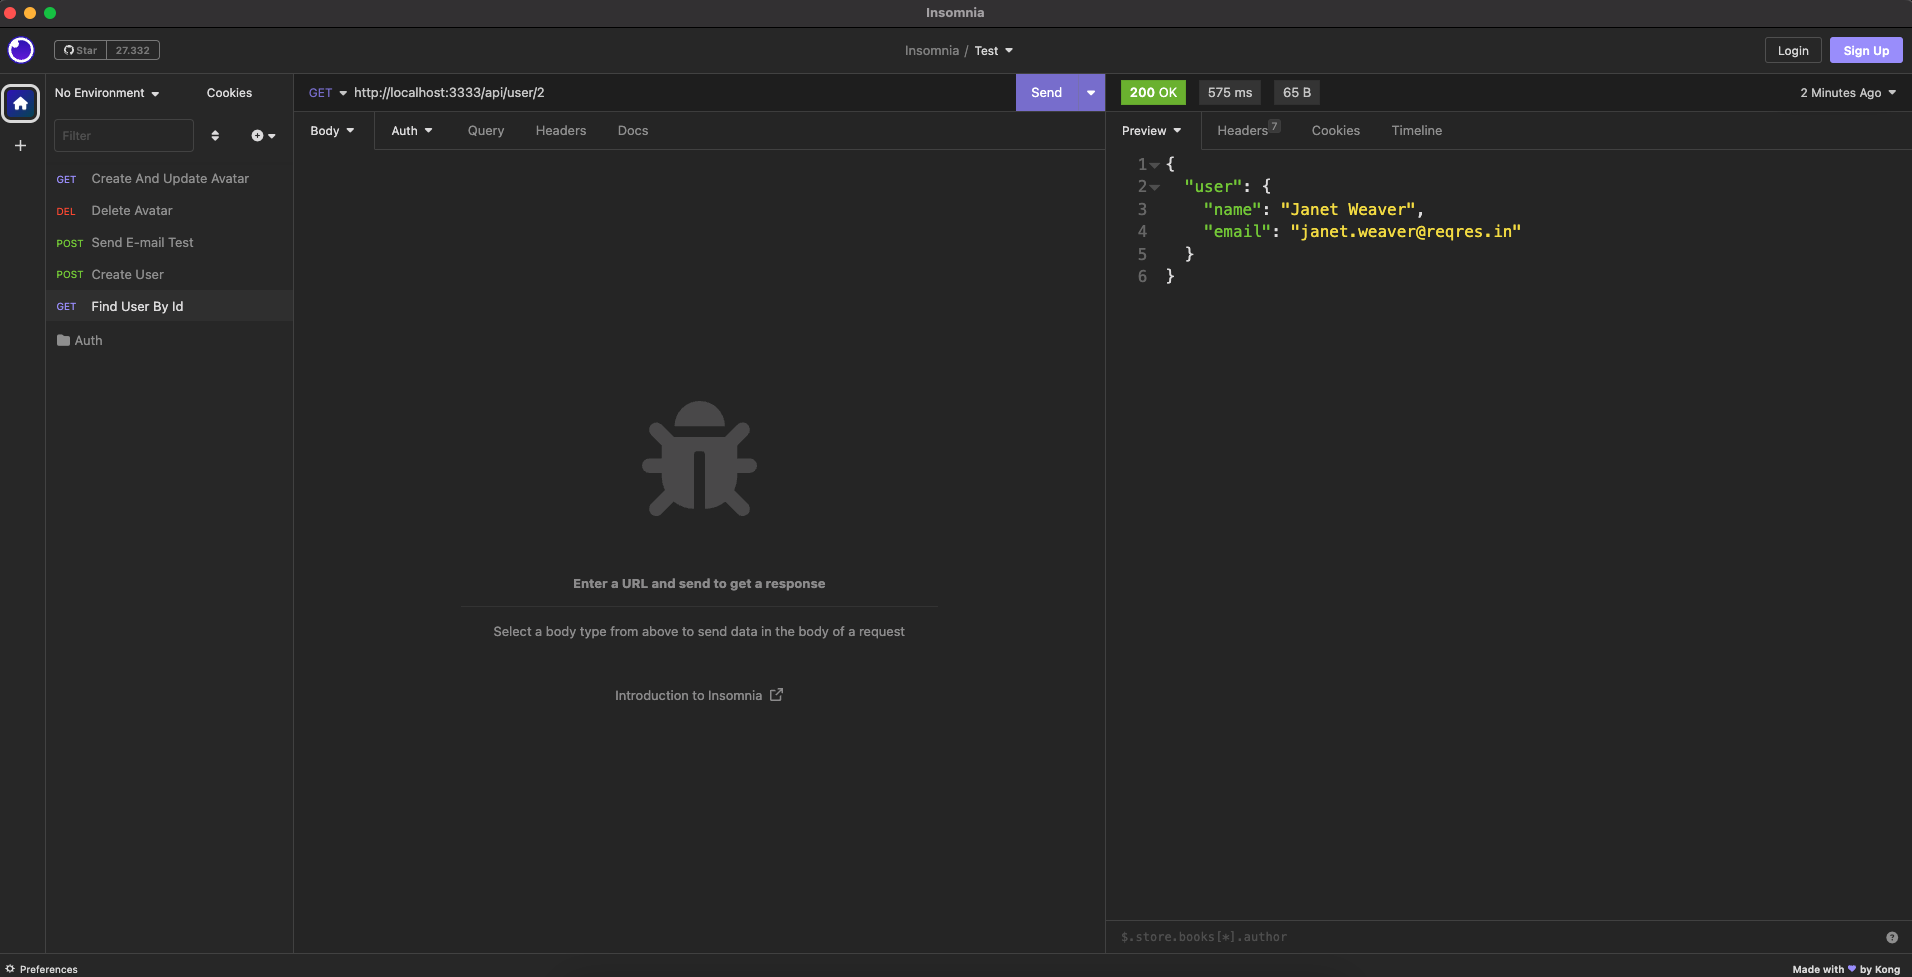 Insomnia
Star 27.332
Insomnia / Test
Login
Sign Up
No Environment
Cookies
Filter
GET Create And Update Avatar
DEL Delete Avatar
POST Send E-mail Test
POST Create User
GET Find User By Id
Auth
GET http://localhost:3333/api/user/2
Send
Body
Auth
Query
Headers
Docs
Enter a URL and send to get a response
Select a body type from above to send data in the body of a request
Introduction to Insomnia
200 OK
575 ms
65 B
2 Minutes Ago
Preview
Headers 7
Cookies
Timeline
1 {
2 "user": {
3 "name": "Janet Weaver",
4 "email": "janet.weaver@reqres.in"
5 }
6 }
$.store.books[*].author
?
Preferences
Made with ♥ by Kong